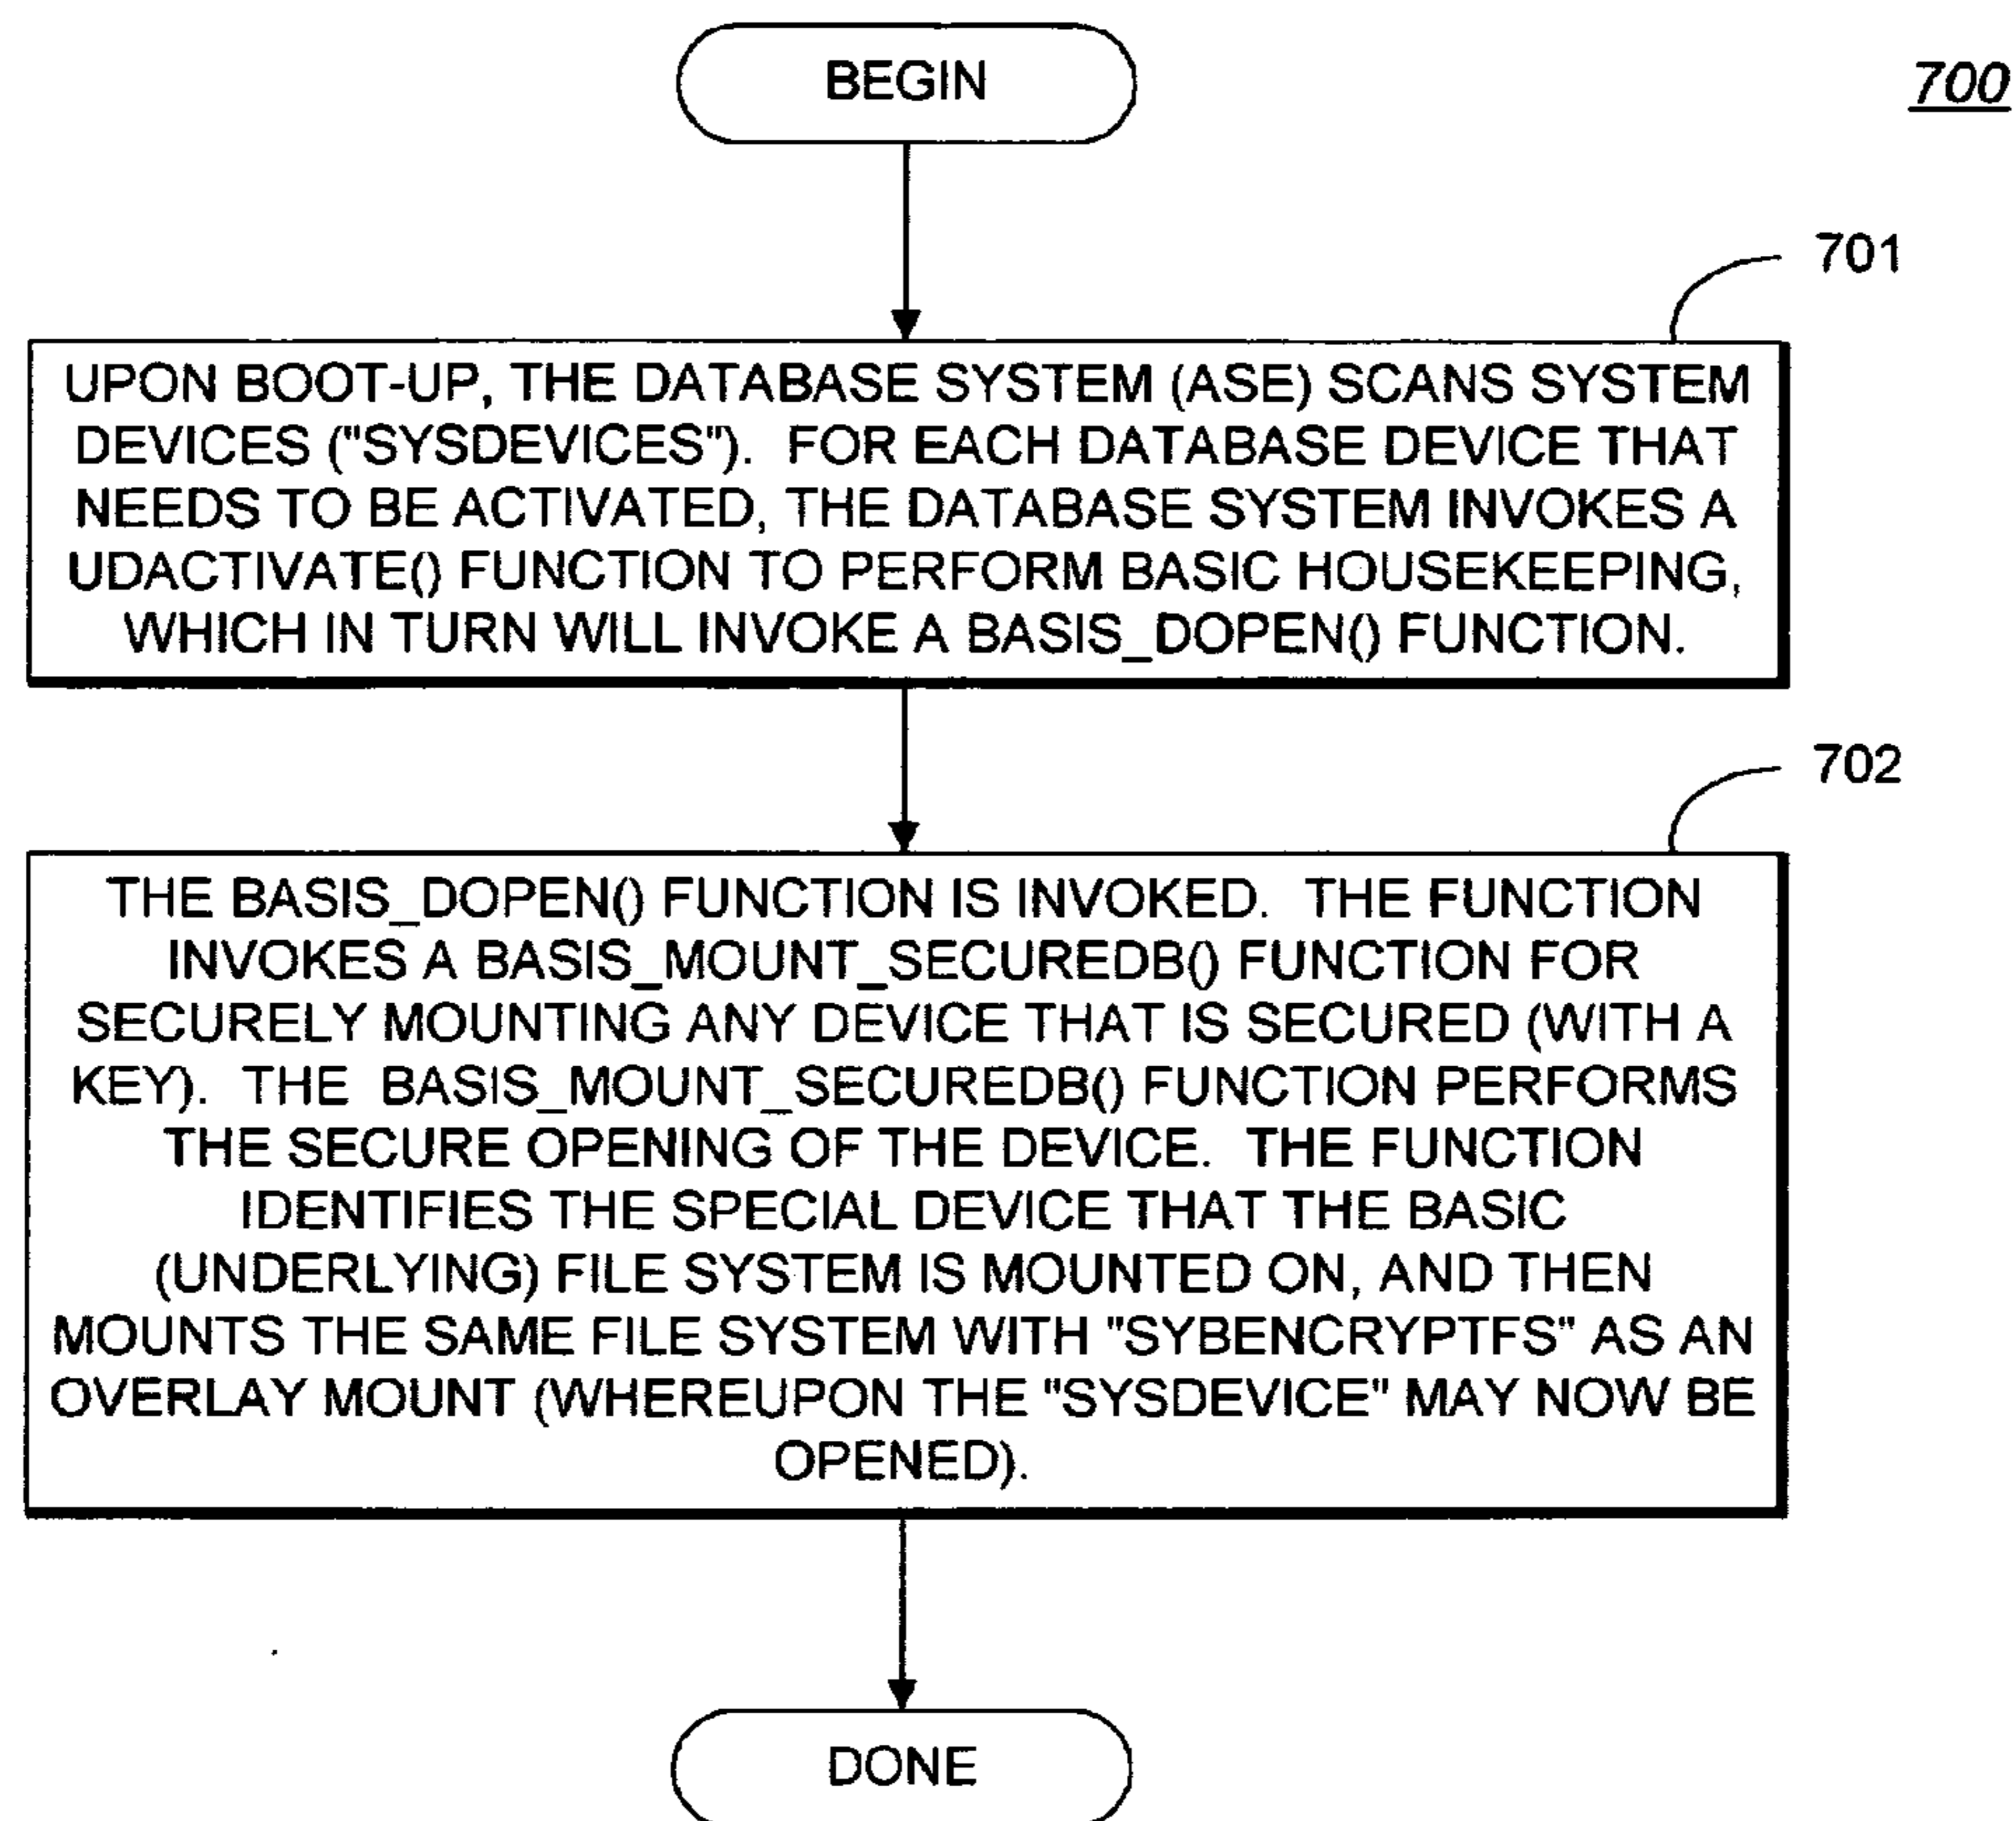 BEGIN
700
701
UPON BOOT-UP, THE DATABASE SYSTEM (ASE) SCANS SYSTEM
DEVICES ("SYSDEVICES"). FOR EACH DATABASE DEVICE THAT
NEEDS TO BE ACTIVATED, THE DATABASE SYSTEM INVOKES A
UDACTIVATE() FUNCTION TO PERFORM BASIC HOUSEKEEPING,
WHICH IN TURN WILL INVOKE A BASIS_DOPEN() FUNCTION.
702
THE BASIS_DOPEN() FUNCTION IS INVOKED. THE FUNCTION
INVOKES A BASIS_MOUNT_SECUREDB() FUNCTION FOR
SECURELY MOUNTING ANY DEVICE THAT IS SECURED (WITH A
KEY). THE BASIS_MOUNT_SECUREDB() FUNCTION PERFORMS
THE SECURE OPENING OF THE DEVICE. THE FUNCTION
IDENTIFIES THE SPECIAL DEVICE THAT THE BASIC
(UNDERLYING) FILE SYSTEM IS MOUNTED ON, AND THEN
MOUNTS THE SAME FILE SYSTEM WITH "SYBENCRYPTFS" AS AN
OVERLAY MOUNT (WHEREUPON THE "SYSDEVICE" MAY NOW BE
OPENED).
DONE